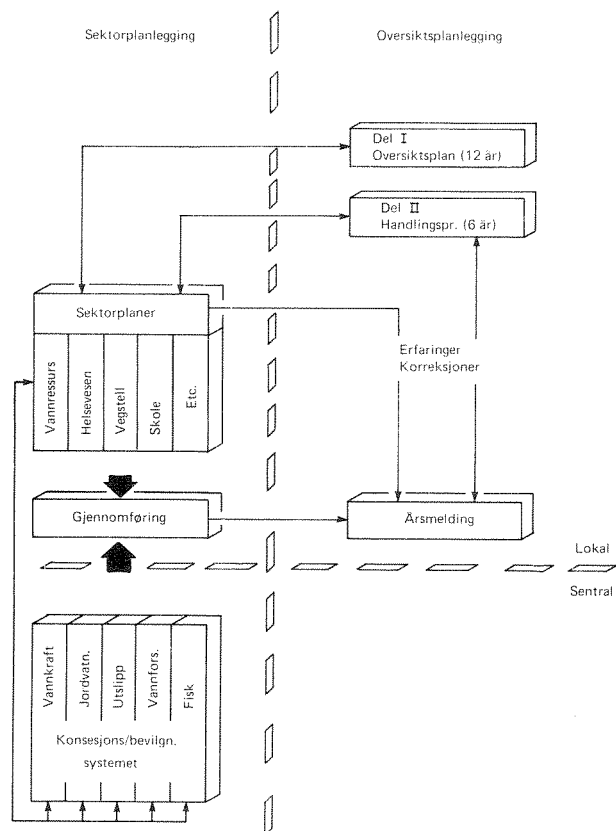 Sektorplanlegging
Oversiktsplanlegging
Del I
Oversiktsplan (12 år)
Del II
Handlingspr. (6 år)
Sektorplaner
Vannressurs
Helsevesen
Vegstell
Skole
Etc.
Erfaringer
Korreksjoner
Gjennomføring
Årsmelding
Lokal
Sentral
Vannkraft
Jordvatn.
Utslipp
Vannfors.
Fisk
Konsesjons/bevilgn.
systemet